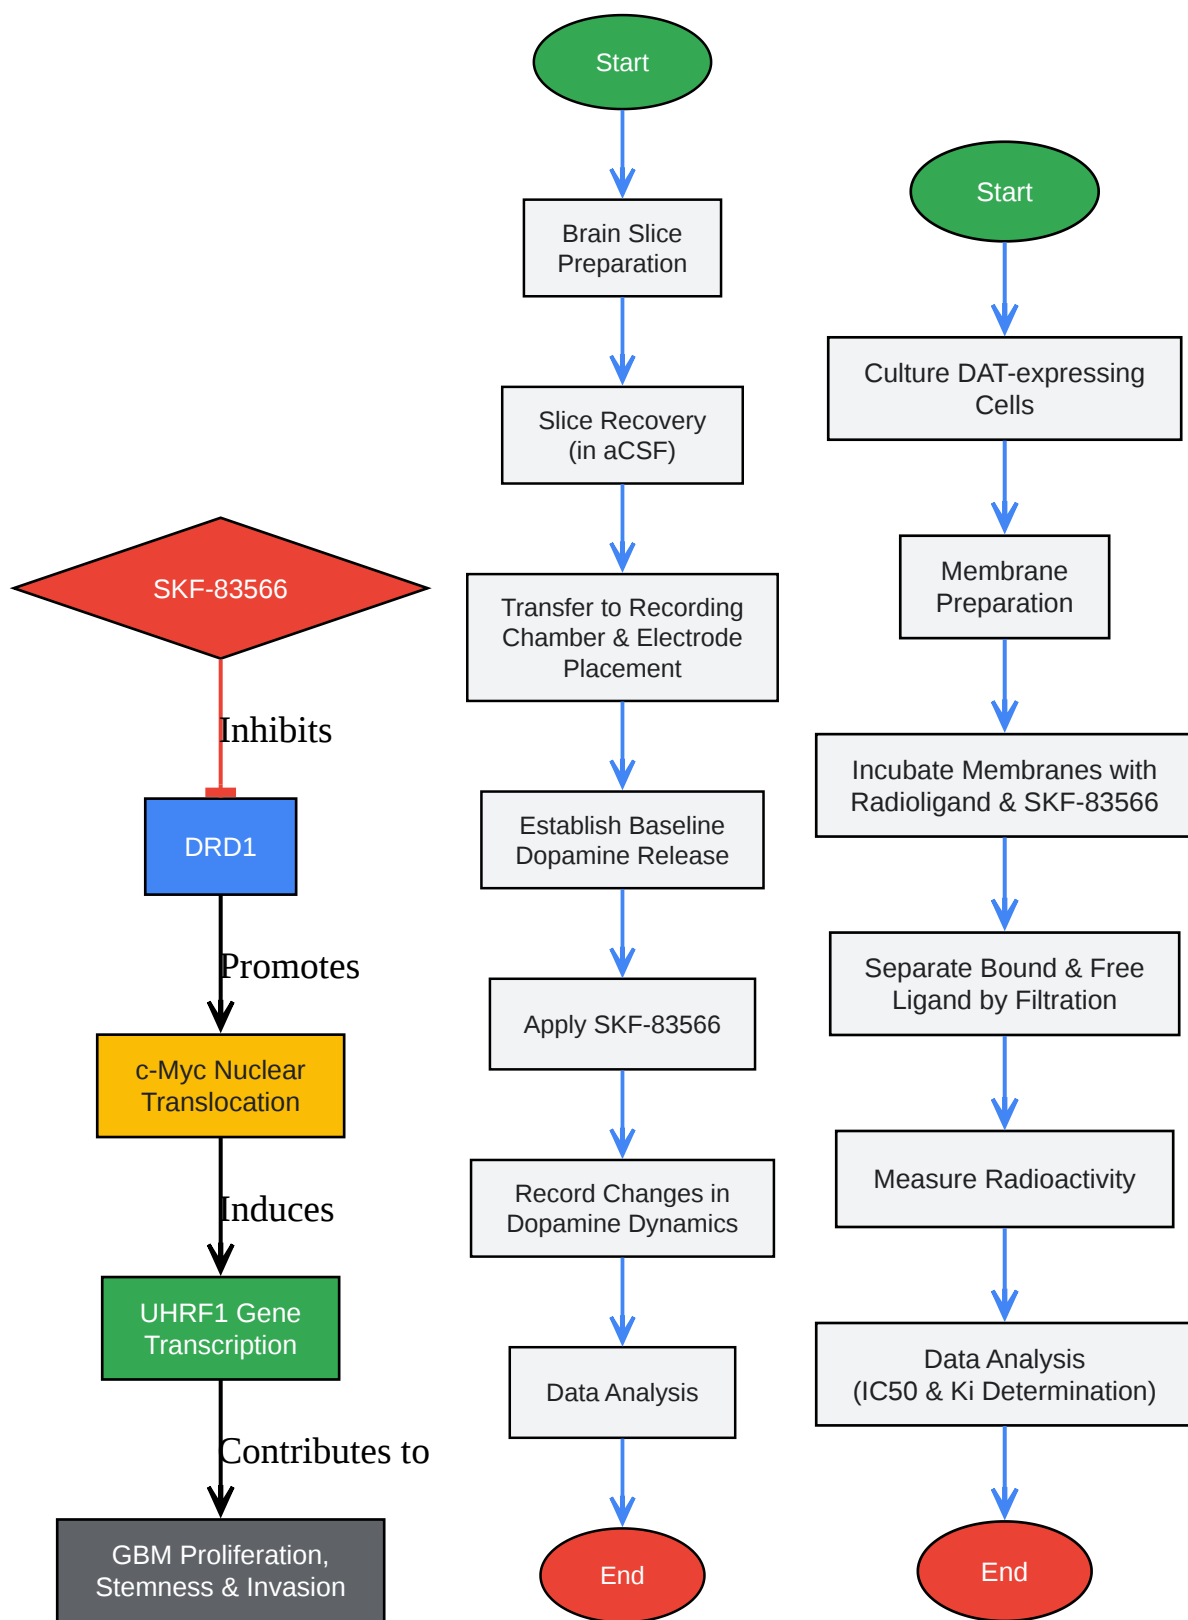 SKF-83566
Inhibits
DRD1
Promotes
c-Myc Nuclear
Translocation
Induces
UHRF1 Gene
Transcription
Contributes to
GBM Proliferation,
Stemness & Invasion
Start
Brain Slice
Preparation
Slice Recovery
(in aCSF)
Transfer to Recording
Chamber & Electrode
Placement
Establish Baseline
Dopamine Release
Apply SKF-83566
Record Changes in
Dopamine Dynamics
Data Analysis
End
Start
Culture DAT-expressing
Cells
Membrane
Preparation
Incubate Membranes with
Radioligand & SKF-83566
Separate Bound & Free
Ligand by Filtration
Measure Radioactivity
Data Analysis
(IC50 & Ki Determination)
End